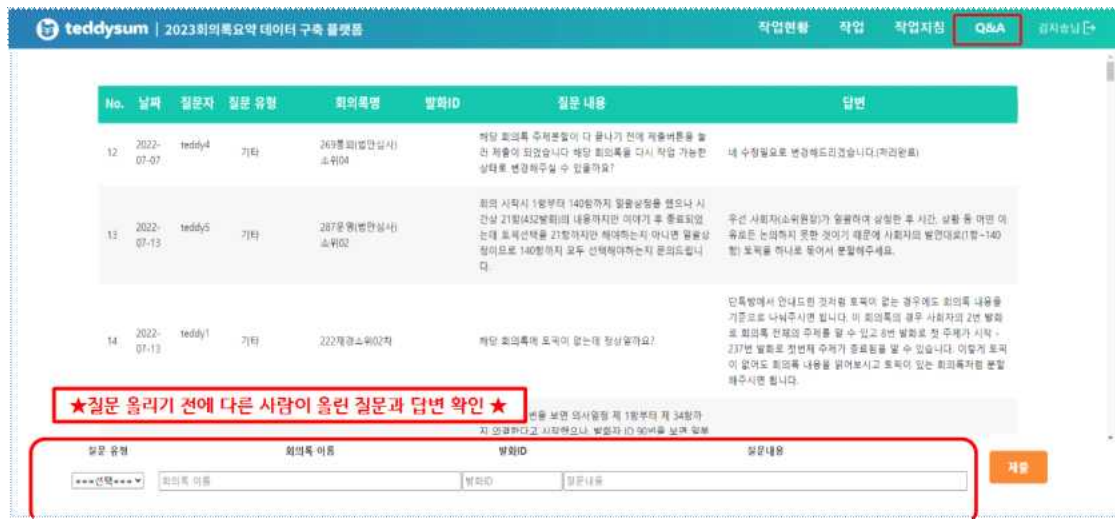 teddysum | 2023회의록요약 데이터 구축 플랫폼
작업현황 작업 작업지침 Q&A
No. 날짜 질문자 질문 유형 회의록명 발화ID 질문 내용 답변
12 2022-07-07 teddy4 기타 269통외(법안심사)소위04
해당 회의록 주제분할이 다 끝나기 전에 제출버튼을 눌
러 제출이 되었습니다 해당 회의록을 다시 작업 가능한
상태로 변경해주실 수 있을까요?
네 수정필요로 변경해드리겠습니다.(처리완료)
13 2022-07-13 teddy5 기타 287운영(법안심사)소위02
회의 시작시 1항부터 140항까지 일괄상정을 했으나 시
간상 21항(432발화)의 내용까지만 이야기 후 종료되었
는데 토픽선택을 21항까지만 해야하는지 아니면 일괄상
정이므로 140항까지 모두 선택해야하는지 문의드립니
다.
우선 사회자(소위원장)가 일괄하여 상정한 후 시간, 상황 등 어떤 이
유로든 논의하지 못한 것이기 때문에 사회자의 발언대로(1항~140
항) 토픽을 하나로 묶어서 분할해주세요.
14 2022-07-13 teddy1 기타 222재경소위02차
해당 회의록에 토픽이 없는데 정상일까요?
단톡방에서 안내드린 것처럼 토픽이 없는 경우에도 회의록 내용을
기준으로 나눠주시면 됩니다. 이 회의록의 경우 사회자의 2번 발화
로 회의록 전체의 주제를 알 수 있고 8번 발화로 첫 주제가 시작 -
237번 발화로 첫번째 주제가 종료됨을 알 수 있습니다. 이렇게 토픽
이 없어도 회의록 내용을 읽어보시고 토픽이 있는 회의록처럼 분할
해주시면 됩니다.
★질문 올리기 전에 다른 사람이 올린 질문과 답변 확인 ★
번을 보면 의사일정 제 1항부터 제 34항까
지 의결한다고 시작했으나, 발화자 ID 90번을 보면 일부
질문 유형 회의록 이름 발화ID 질문내용
===선택=== 회의록 이름 발화ID 질문내용
제출